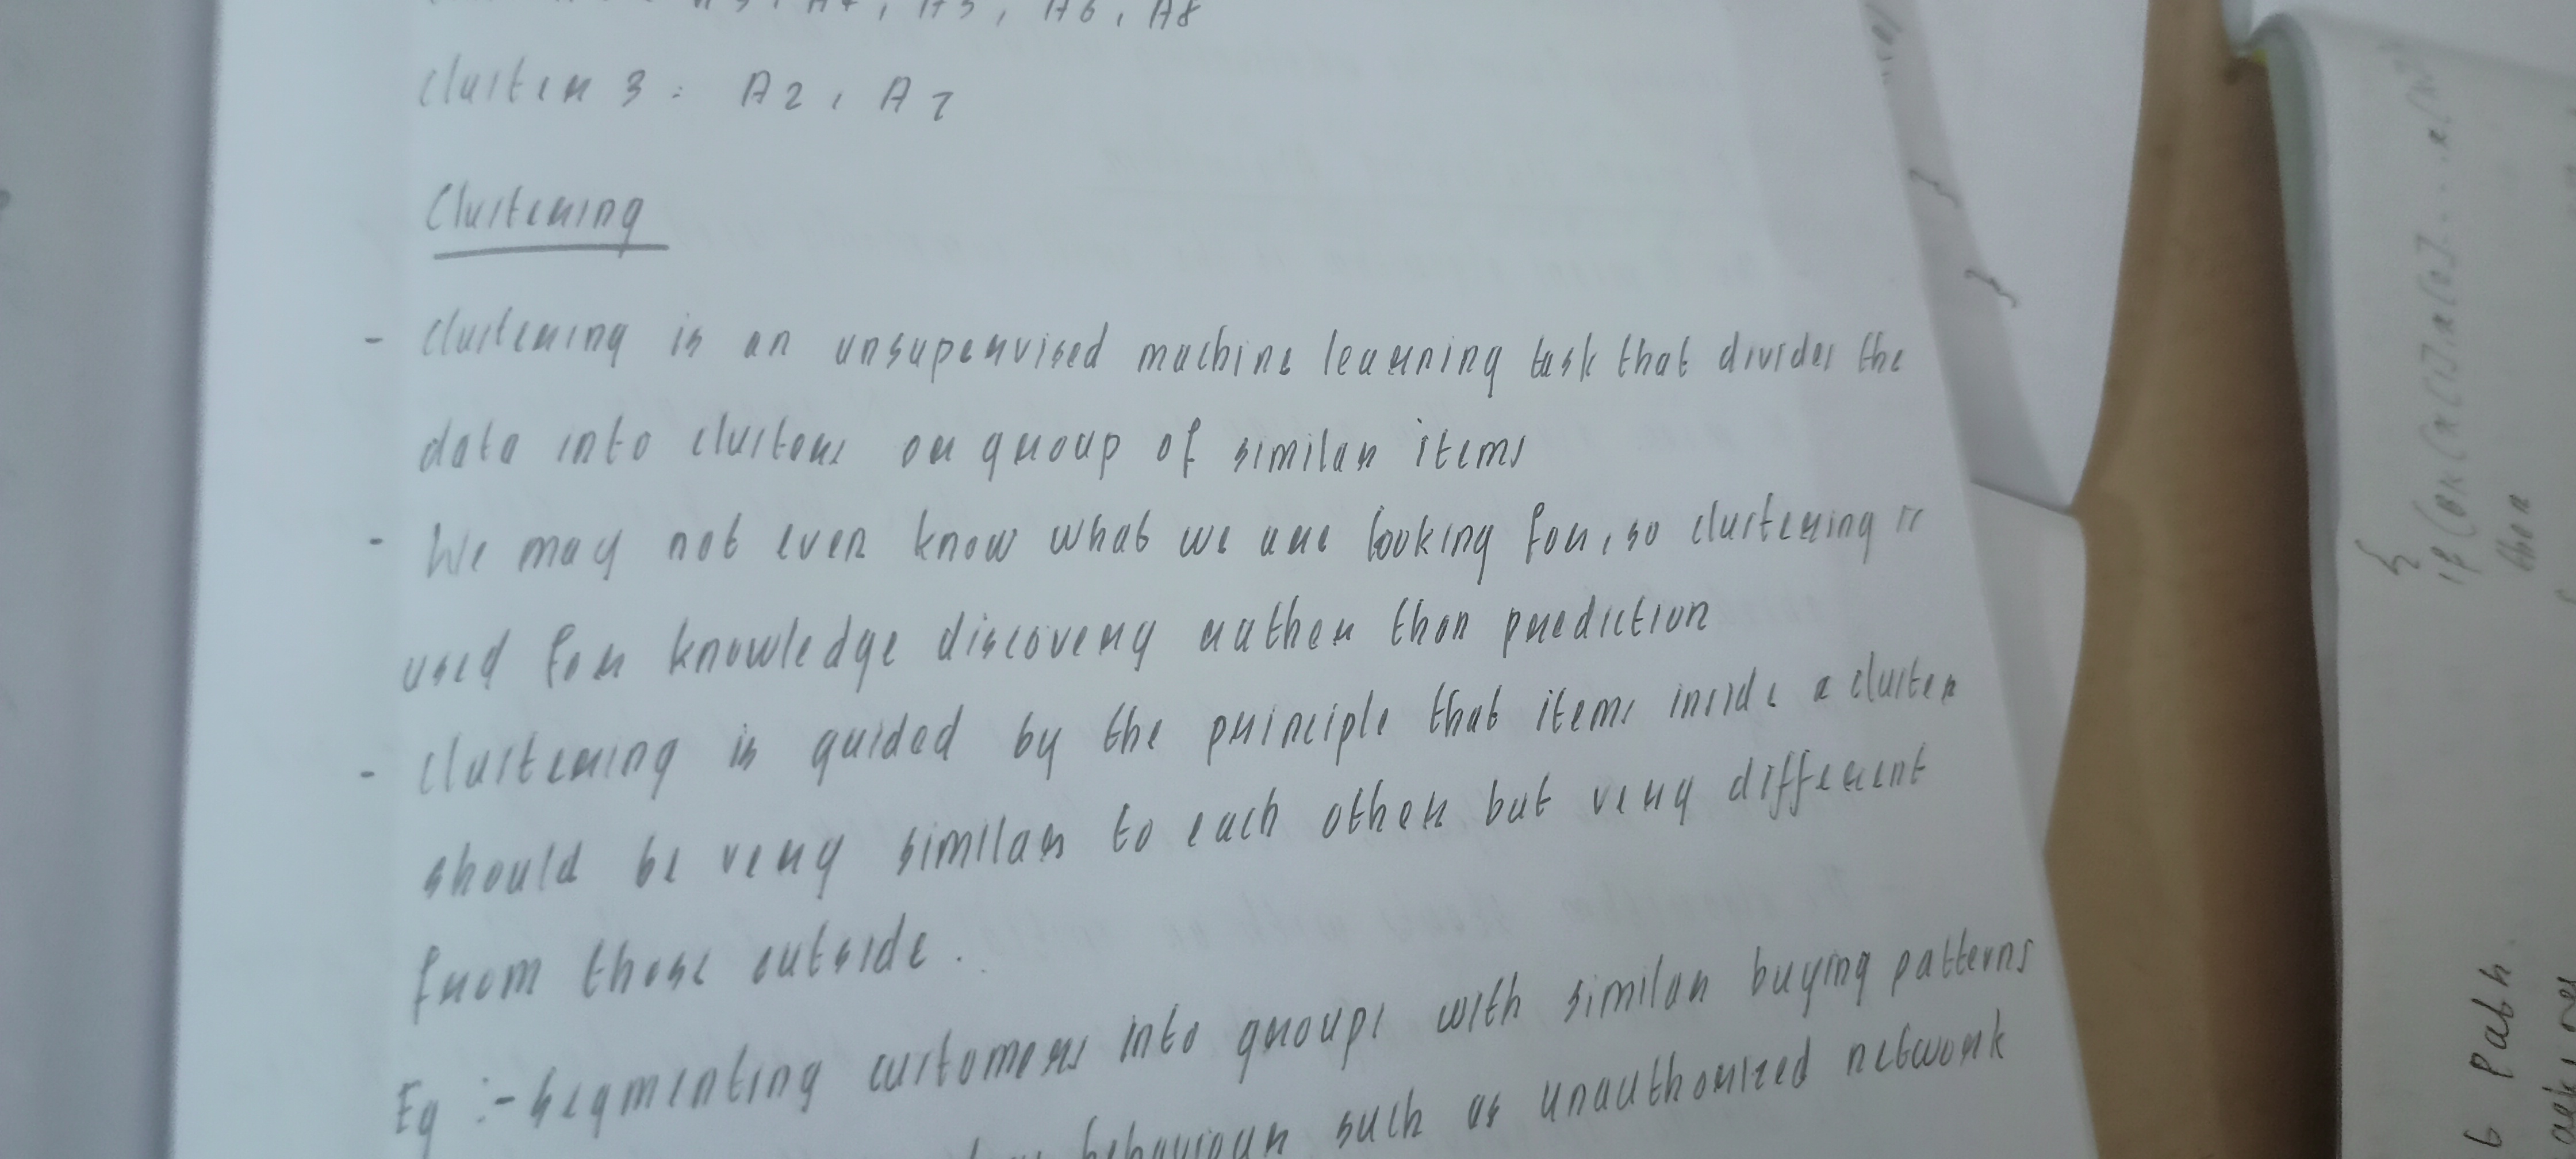 A4, A5, A6, A8
Cluster 3 : A2, A7
Clustering
- Clustering is an unsupervised machine learning task that divides the
data into clusters or group of similar items
- We may not even know what we are looking for, so clustering is
used for knowledge discovery rather than prediction
- Clustering is guided by the principle that items inside a cluster
should be very similar to each other but very different
from those outside.
Eg :- Segmenting customers into groups with similar buying patterns
behaviour such as unauthorized network
}
}
{
then
path